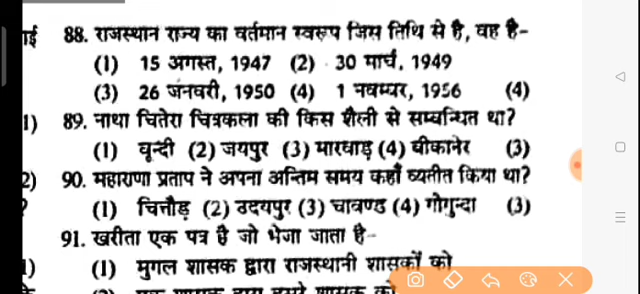 ाई 88. राजस्थान राज्य का वर्तमान स्वरूप जिस तिथि से है, वह है-
(1) 15 अगस्त, 1947 (2) 30 मार्च, 1949
(3) 26 जनवरी, 1950 (4) 1 नवम्बर, 1956 (4)
1) 89. नाथा चितेरा चित्रकला की किस शैली से सम्बन्धित था?
(1) बून्दी (2) जयपुर (3) मारवाड़ (4) बीकानेर (3)
2) 90. महाराणा प्रताप ने अपना अन्तिम समय कहाँ व्यतीत किया था?
? (1) चित्तौड़ (2) उदयपुर (3) चावण्ड (4) गोगुन्दा (3)
91. खरीता एक पत्र है जो भेजा जाता है-
1) (1) मुगल शासक द्वारा राजस्थानी शासकों को